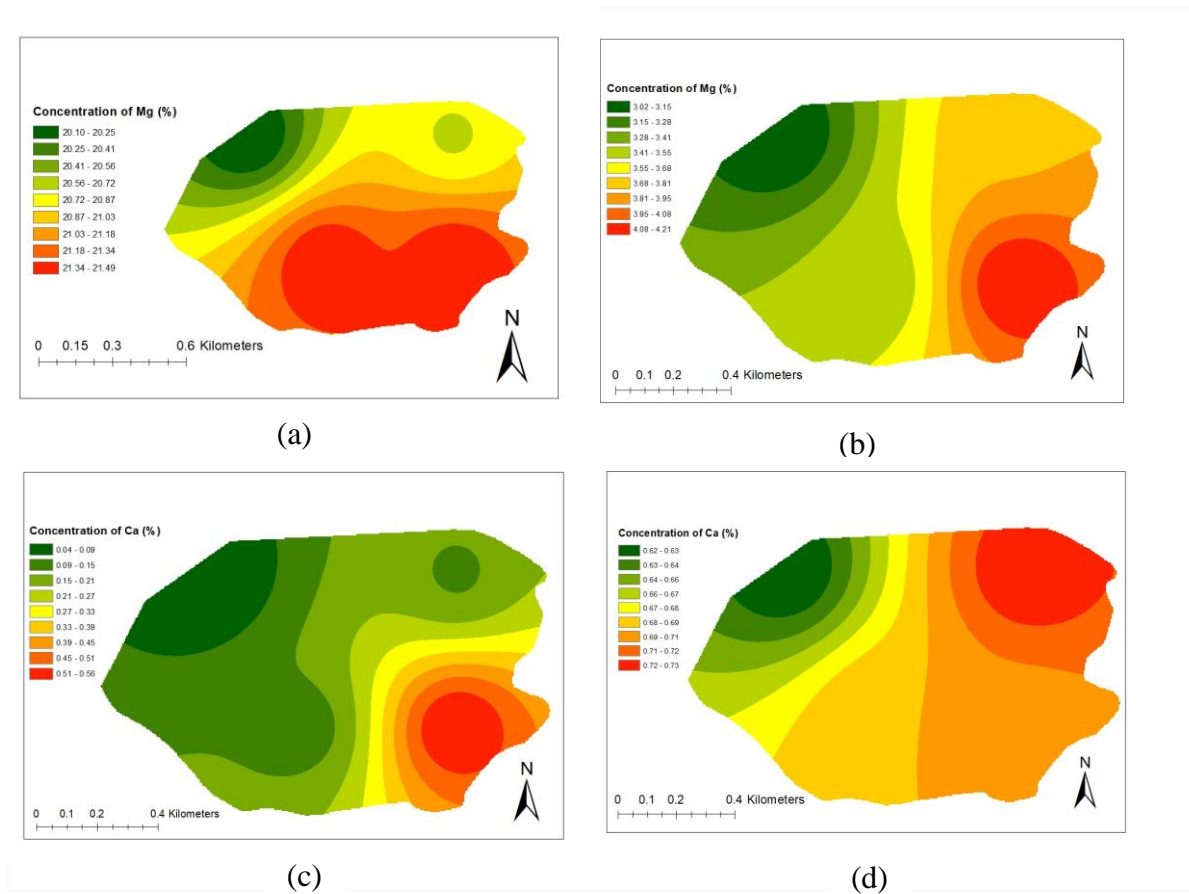 Concentration of Mg (%)
20.10 - 20.25
20.25 - 20.41
20.41 - 20.56
20.56 - 20.72
20.72 - 20.87
20.87 - 21.03
21.03 - 21.18
21.18 - 21.34
21.34 - 21.49
0 0.15 0.3 0.6 Kilometers
N
(a)
Concentration of Mg (%)
3.02 - 3.15
3.15 - 3.28
3.28 - 3.41
3.41 - 3.55
3.55 - 3.68
3.68 - 3.81
3.81 - 3.95
3.95 - 4.08
4.08 - 4.21
0 0.1 0.2 0.4 Kilometers
N
(b)
Concentration of Ca (%)
0.04 - 0.09
0.09 - 0.15
0.15 - 0.21
0.21 - 0.27
0.27 - 0.33
0.33 - 0.39
0.39 - 0.45
0.45 - 0.51
0.51 - 0.56
0 0.1 0.2 0.4 Kilometers
N
(c)
Concentration of Ca (%)
0.62 - 0.63
0.63 - 0.64
0.64 - 0.66
0.66 - 0.67
0.67 - 0.68
0.68 - 0.69
0.69 - 0.71
0.71 - 0.72
0.72 - 0.73
0 0.1 0.2 0.4 Kilometers
N
(d)